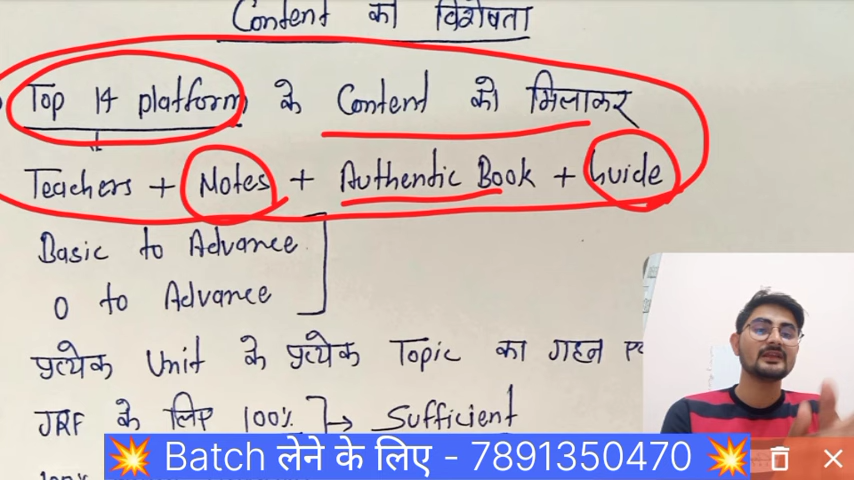 Content की विशेषता
Top 14 platform के Content को मिलाकर
Teachers + Notes + Authentic Book + Guide
Basic to Advance
0 to Advance
प्रत्येक Unit के प्रत्येक Topic का गहन
JRF के लिए 100% → Sufficient
💥 Batch लेने के लिए - 7891350470 💥